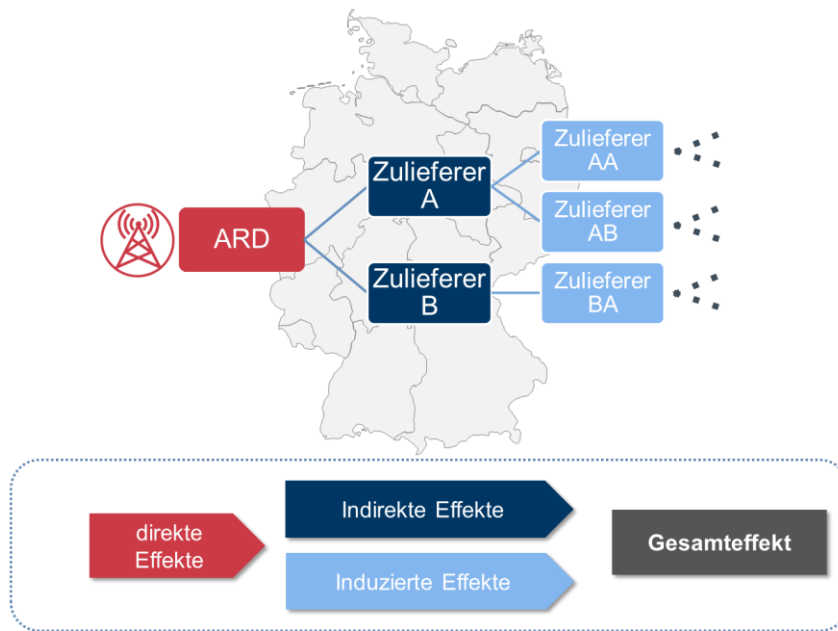 Zulieferer
AA
Zulieferer
A
Zulieferer
AB
ARD
Zulieferer
B
Zulieferer
BA
direkte
Effekte
Indirekte Effekte
Induzierte Effekte
Gesamteffekt